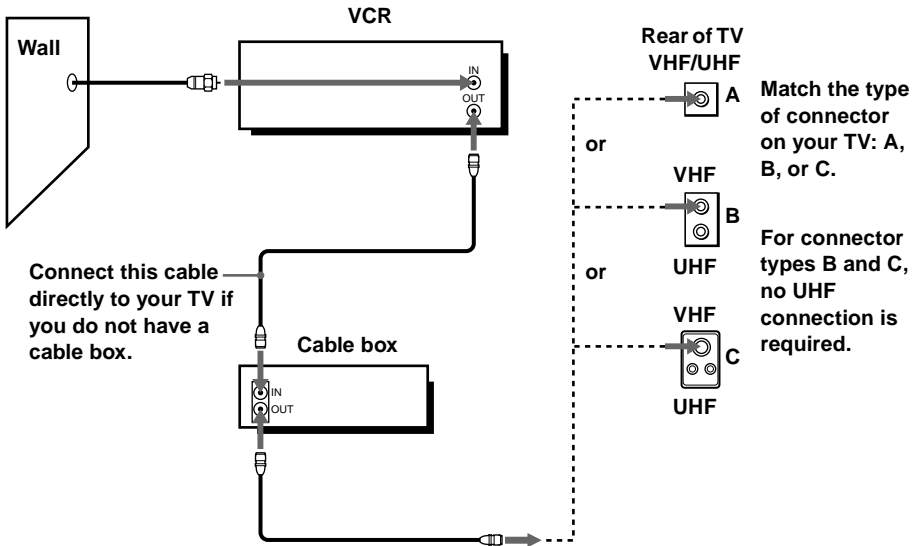 VCR
Wall
IN
OUT
Rear of TV
VHF/UHF
A
Match the type
of connector
on your TV: A,
B, or C.
or
VHF
B
UHF
For connector
types B and C,
no UHF
connection is
required.
or
VHF
C
UHF
Connect this cable
directly to your TV if
you do not have a
cable box.
Cable box
IN
OUT